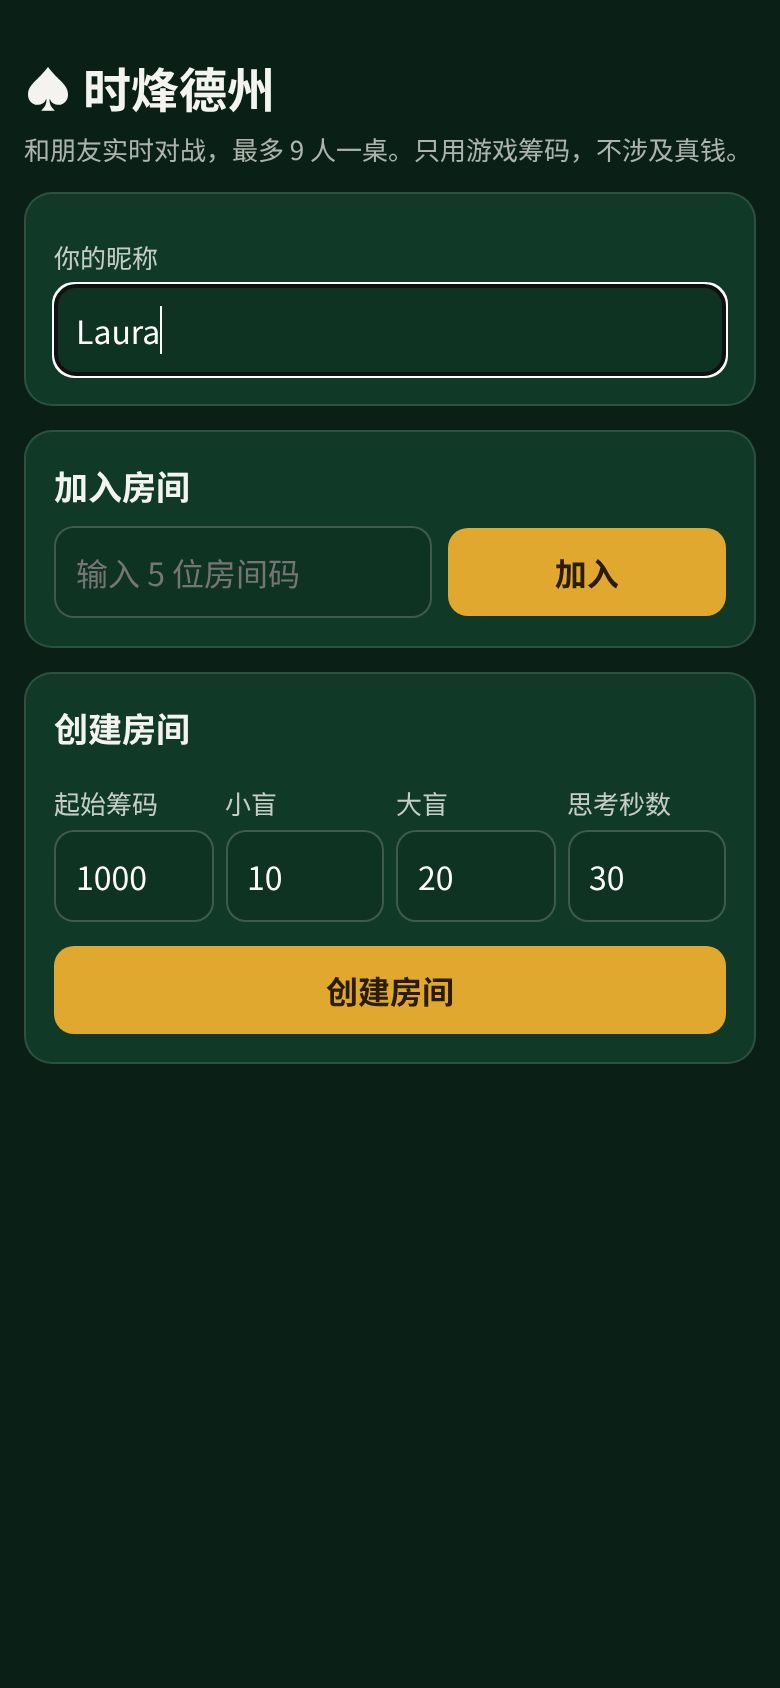 ♠ 时烽德州
和朋友实时对战，最多 9 人一桌。只用游戏筹码，不涉及真钱。
你的昵称
Laura
加入房间
输入 5 位房间码
加入
创建房间
起始筹码 小盲 大盲 思考秒数
1000 10 20 30
创建房间